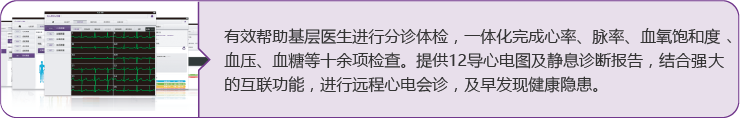 有效帮助基层医生进行分诊体检，一体化完成心率、脉率、血氧饱和度、
血压、血糖等十余项检查。提供12导心电图及静息诊断报告，结合强大
的互联功能，进行远程心电会诊，及早发现健康隐患。